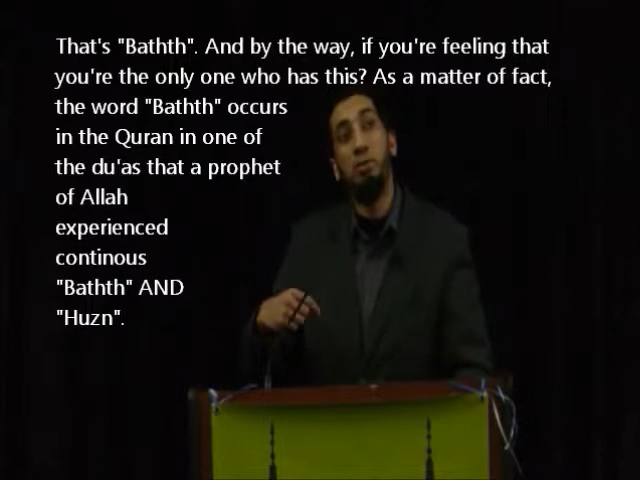 That's "Bathth". And by the way, if you're feeling that
you're the only one who has this? As a matter of fact,
the word "Bathth" occurs
in the Quran in one of
the du'as that a prophet
of Allah
experienced
continous
"Bathth" AND
"Huzn".